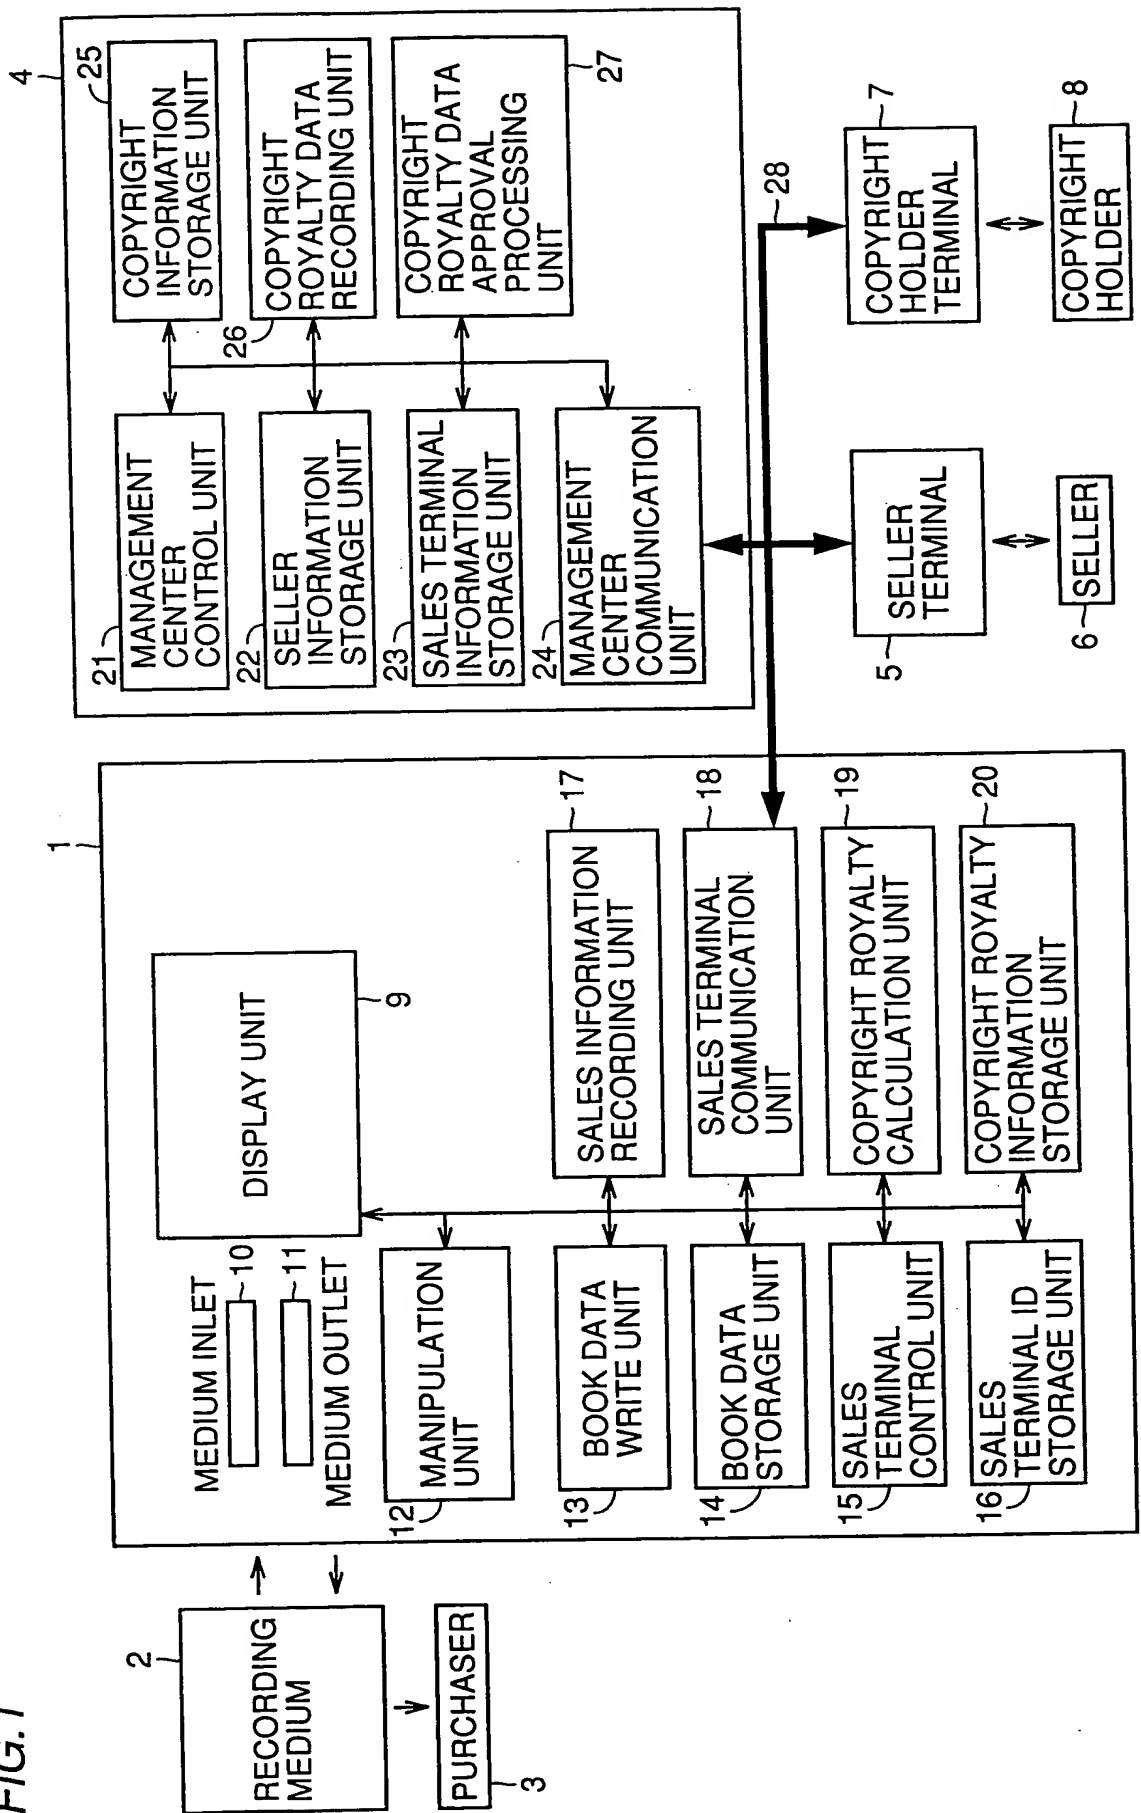 FIG. 1
2
RECORDING
MEDIUM
PURCHASER
3
1
MEDIUM INLET
10
11
MEDIUM OUTLET
DISPLAY UNIT
9
12
MANIPULATION
UNIT
13
BOOK DATA
WRITE UNIT
14
BOOK DATA
STORAGE UNIT
15
SALES
TERMINAL
CONTROL UNIT
16
SALES
TERMINAL ID
STORAGE UNIT
17
SALES INFORMATION
RECORDING UNIT
18
SALES TERMINAL
COMMUNICATION
UNIT
19
COPYRIGHT ROYALTY
CALCULATION UNIT
20
COPYRIGHT ROYALTY
INFORMATION
STORAGE UNIT
4
21
MANAGEMENT
CENTER
CONTROL UNIT
22
SELLER
INFORMATION
STORAGE UNIT
23
SALES TERMINAL
INFORMATION
STORAGE UNIT
24
MANAGEMENT
CENTER
COMMUNICATION
UNIT
25
COPYRIGHT
INFORMATION
STORAGE UNIT
26
COPYRIGHT
ROYALTY DATA
RECORDING UNIT
27
COPYRIGHT
ROYALTY DATA
APPROVAL
PROCESSING
UNIT
28
5
SELLER
TERMINAL
6
SELLER
7
COPYRIGHT
HOLDER
TERMINAL
8
COPYRIGHT
HOLDER